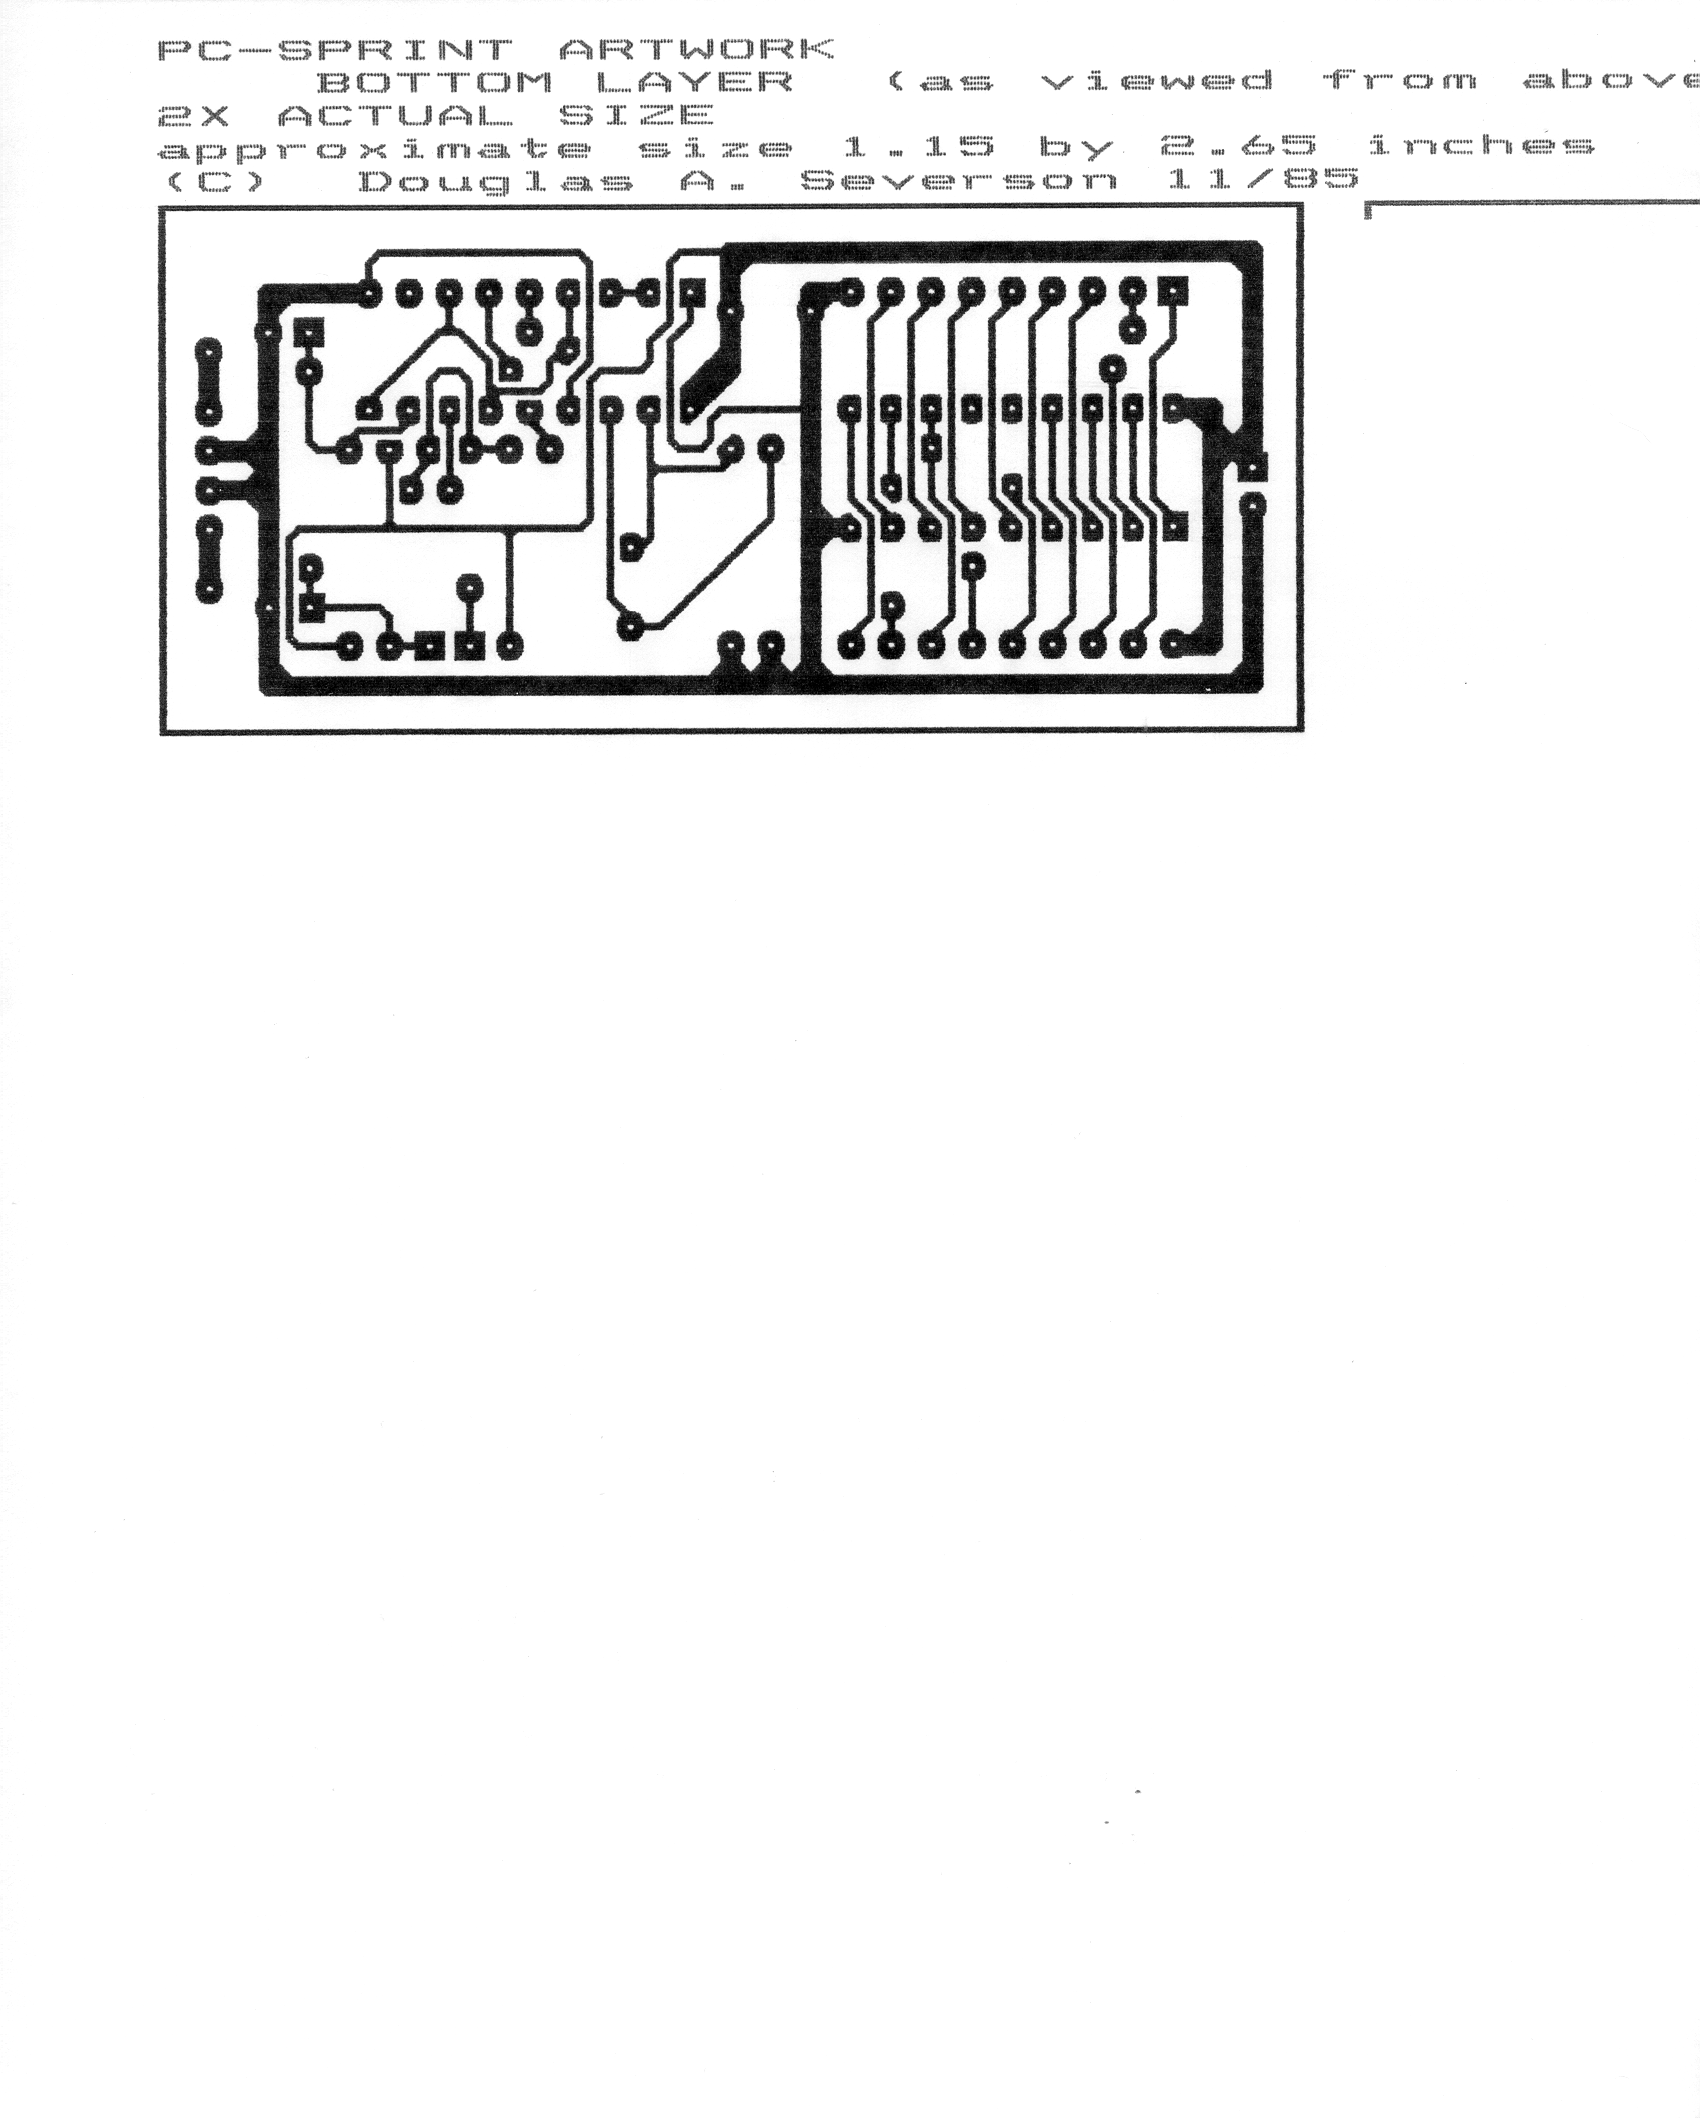 PC-SPRINT ARTWORK
BOTTOM LAYER (as viewed from above
2X ACTUAL SIZE
approximate size 1.15 by 2.65 inches
(C) Douglas A. Severson 11/85